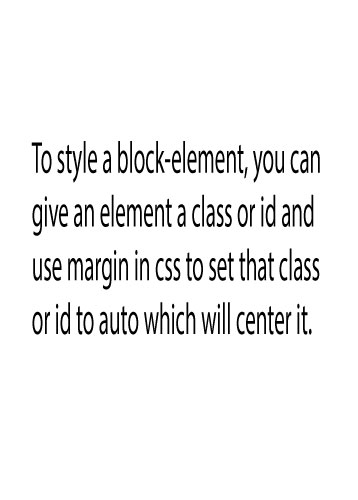 To style a block-element, you can
give an element a class or id and
use margin in css to set that class
or id to auto which will center it.